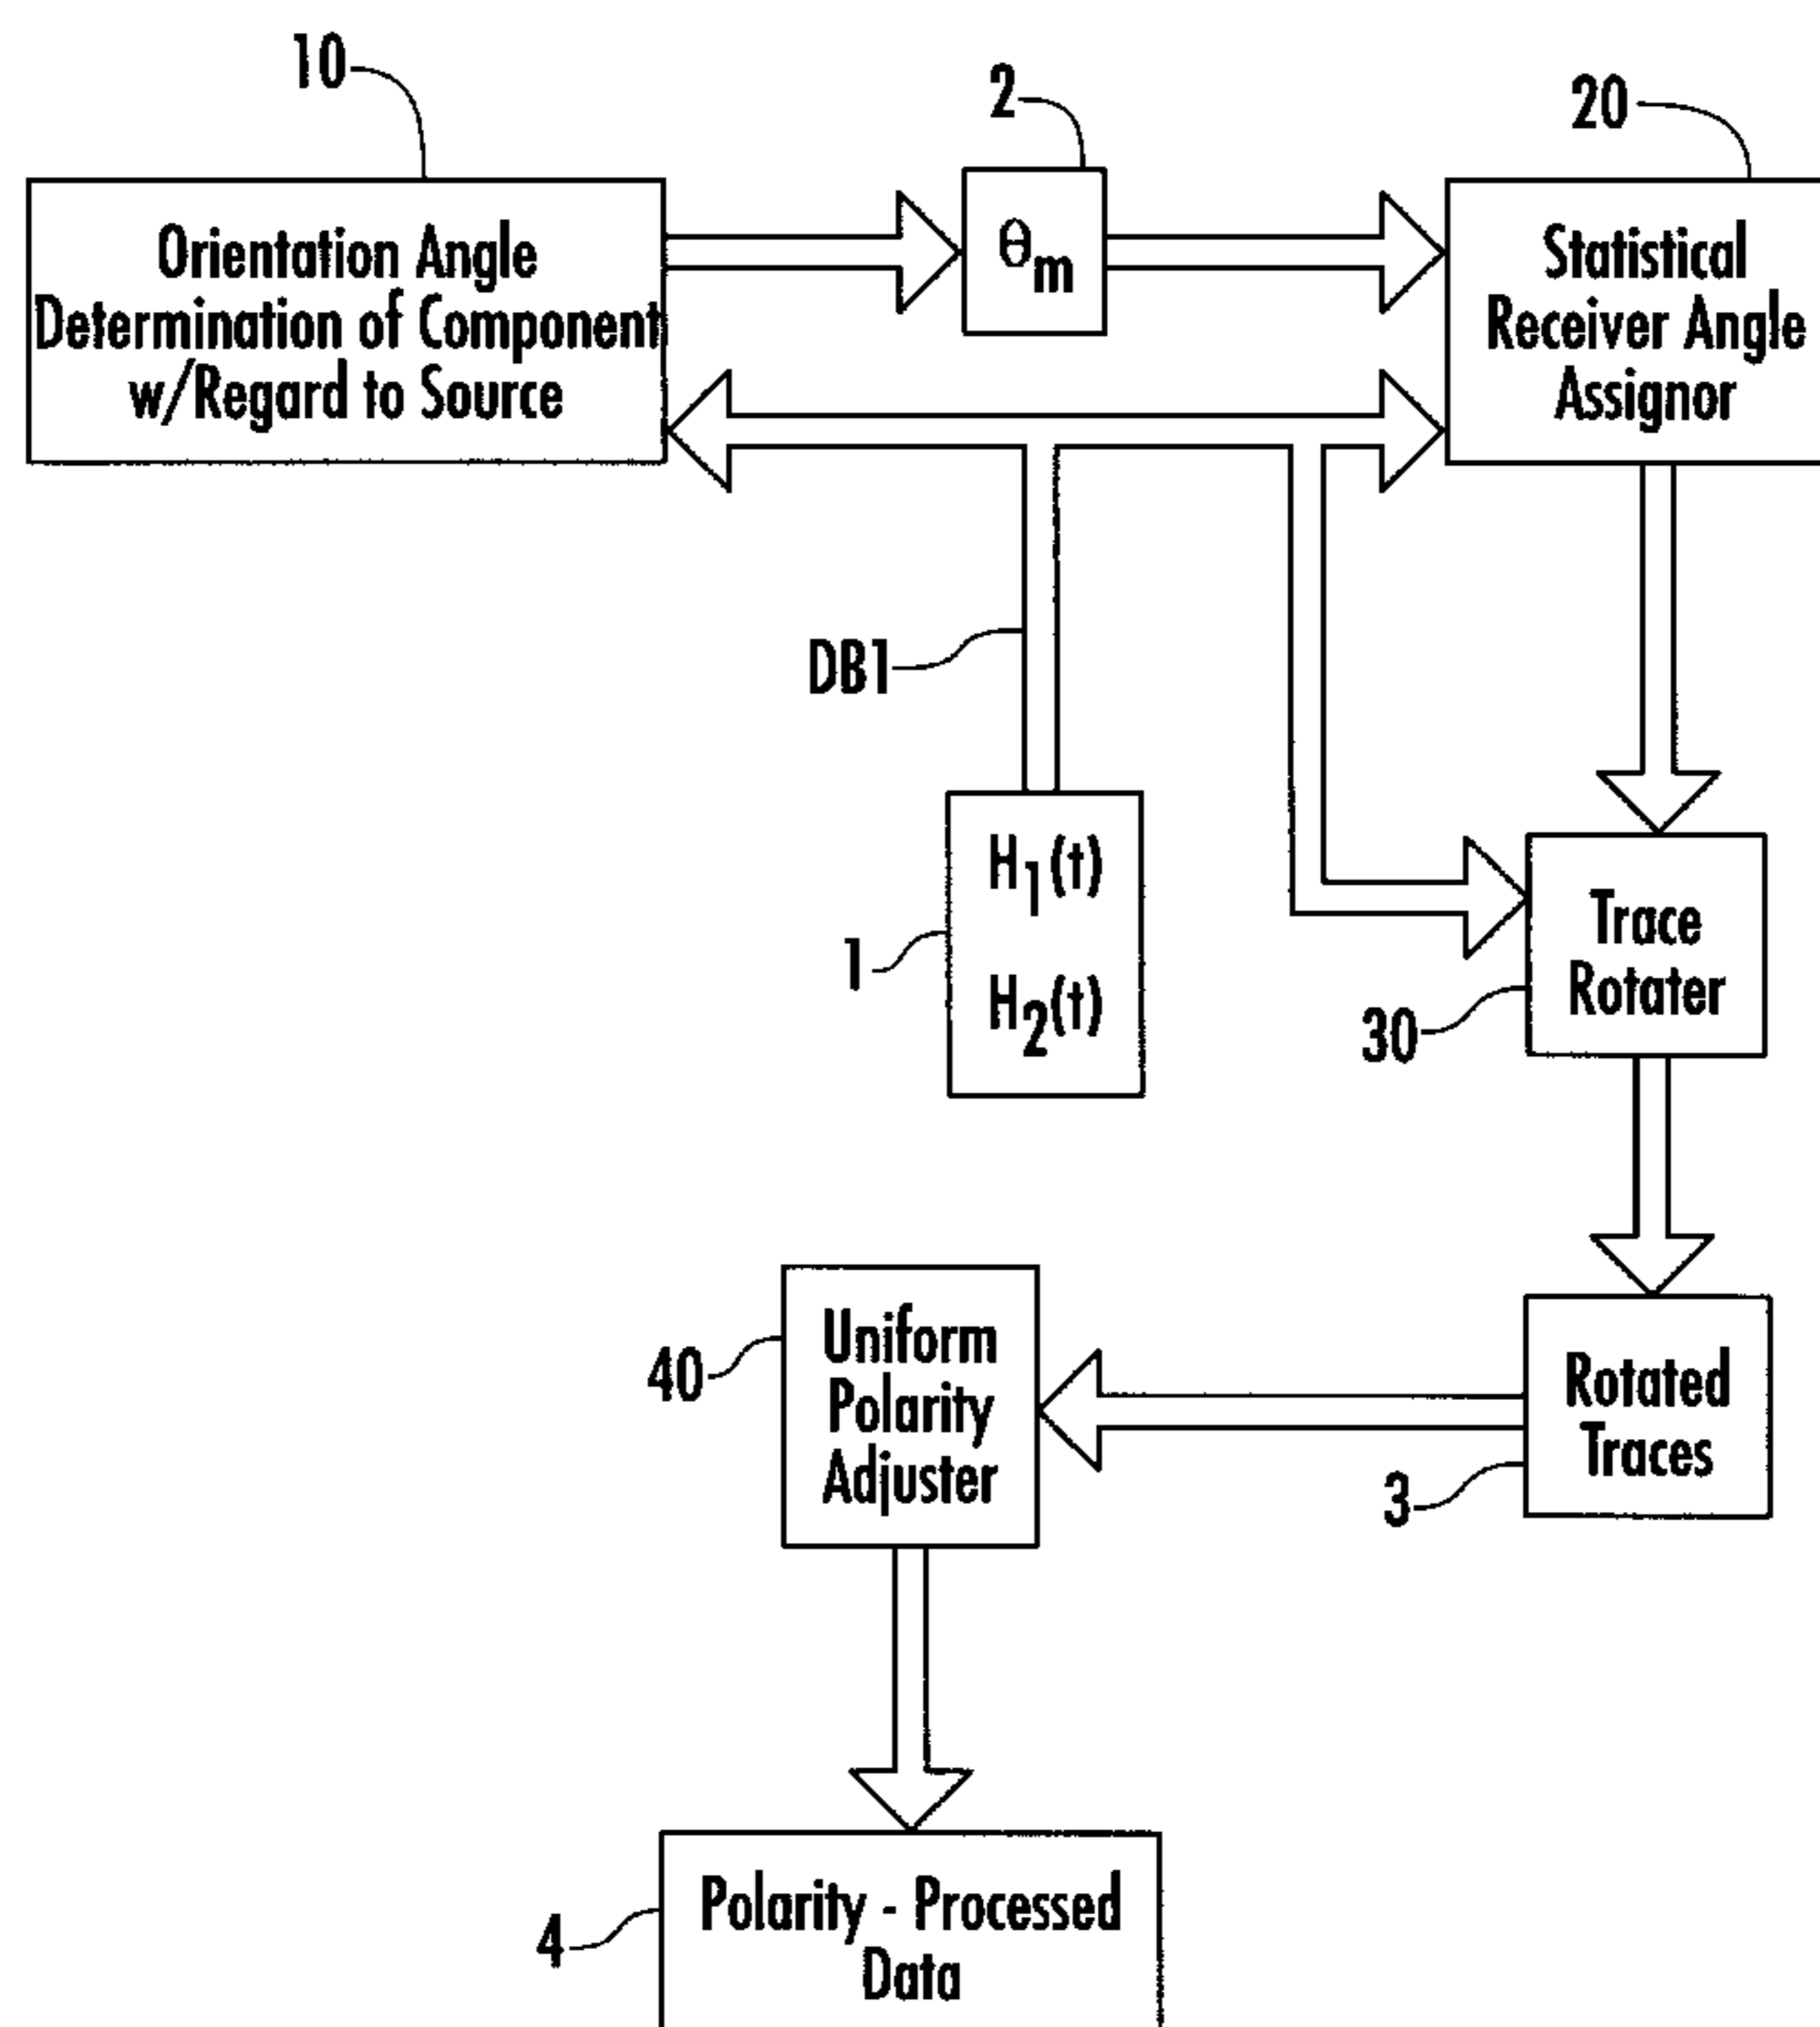 10
2
20
Orientation Angle
Determination of Component
w/Regard to Source
θm
Statistical
Receiver Angle
Assignor
DB1
H1(t)
H2(t)
1
Trace
Rotater
30
Uniform
Polarity
Adjuster
40
Rotated
Traces
3
Polarity - Processed
Data
4